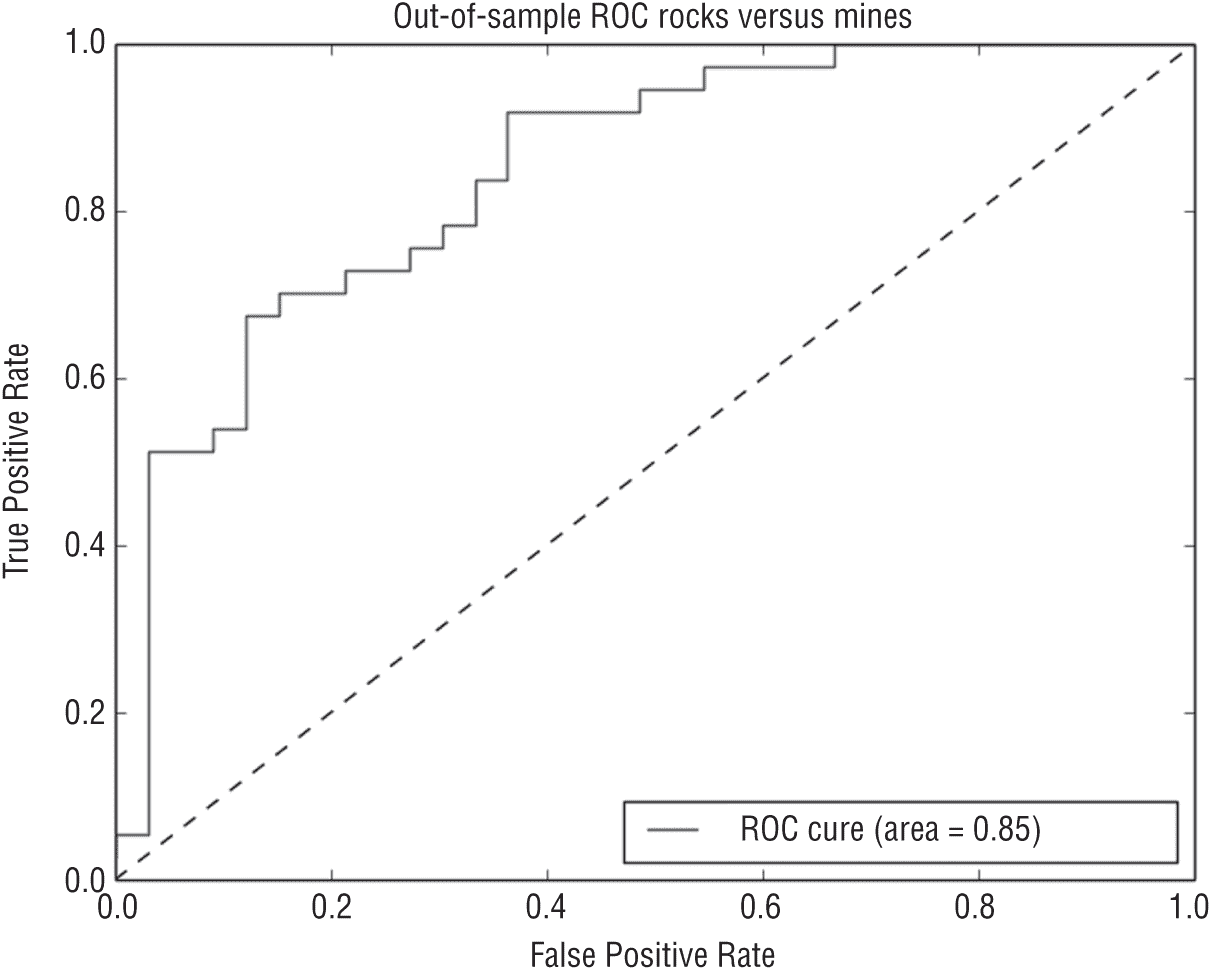 Out-of-sample ROC rocks versus mines
1.0
0.8
0.6
0.4
0.2
0.0
True Positive Rate
ROC cure (area = 0.85)
0.0 0.2 0.4 0.6 0.8 1.0
False Positive Rate